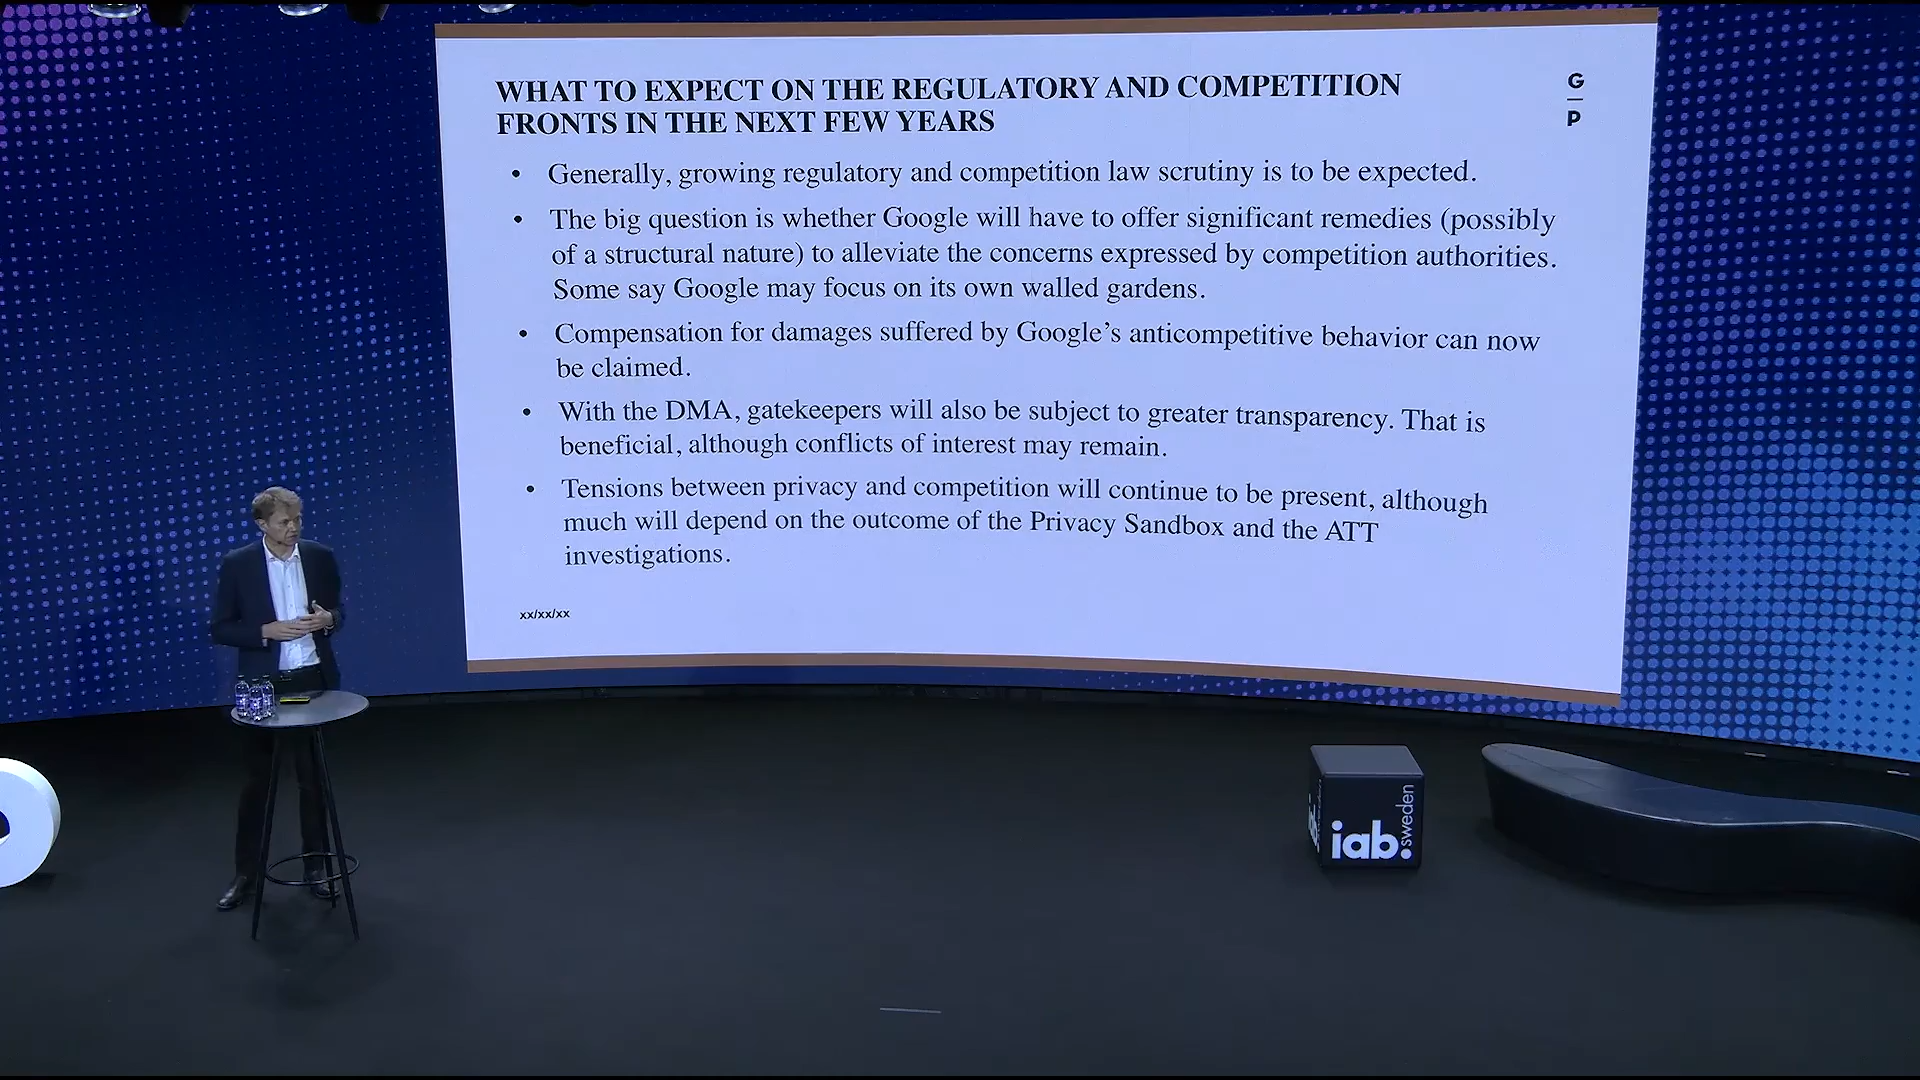 WHAT TO EXPECT ON THE REGULATORY AND COMPETITION
FRONTS IN THE NEXT FEW YEARS
G
P
• Generally, growing regulatory and competition law scrutiny is to be expected.
• The big question is whether Google will have to offer significant remedies (possibly
of a structural nature) to alleviate the concerns expressed by competition authorities.
Some say Google may focus on its own walled gardens.
• Compensation for damages suffered by Google’s anticompetitive behavior can now
be claimed.
• With the DMA, gatekeepers will also be subject to greater transparency. That is
beneficial, although conflicts of interest may remain.
• Tensions between privacy and competition will continue to be present, although
much will depend on the outcome of the Privacy Sandbox and the ATT
investigations.
xx/xx/xx
iab.
sweden